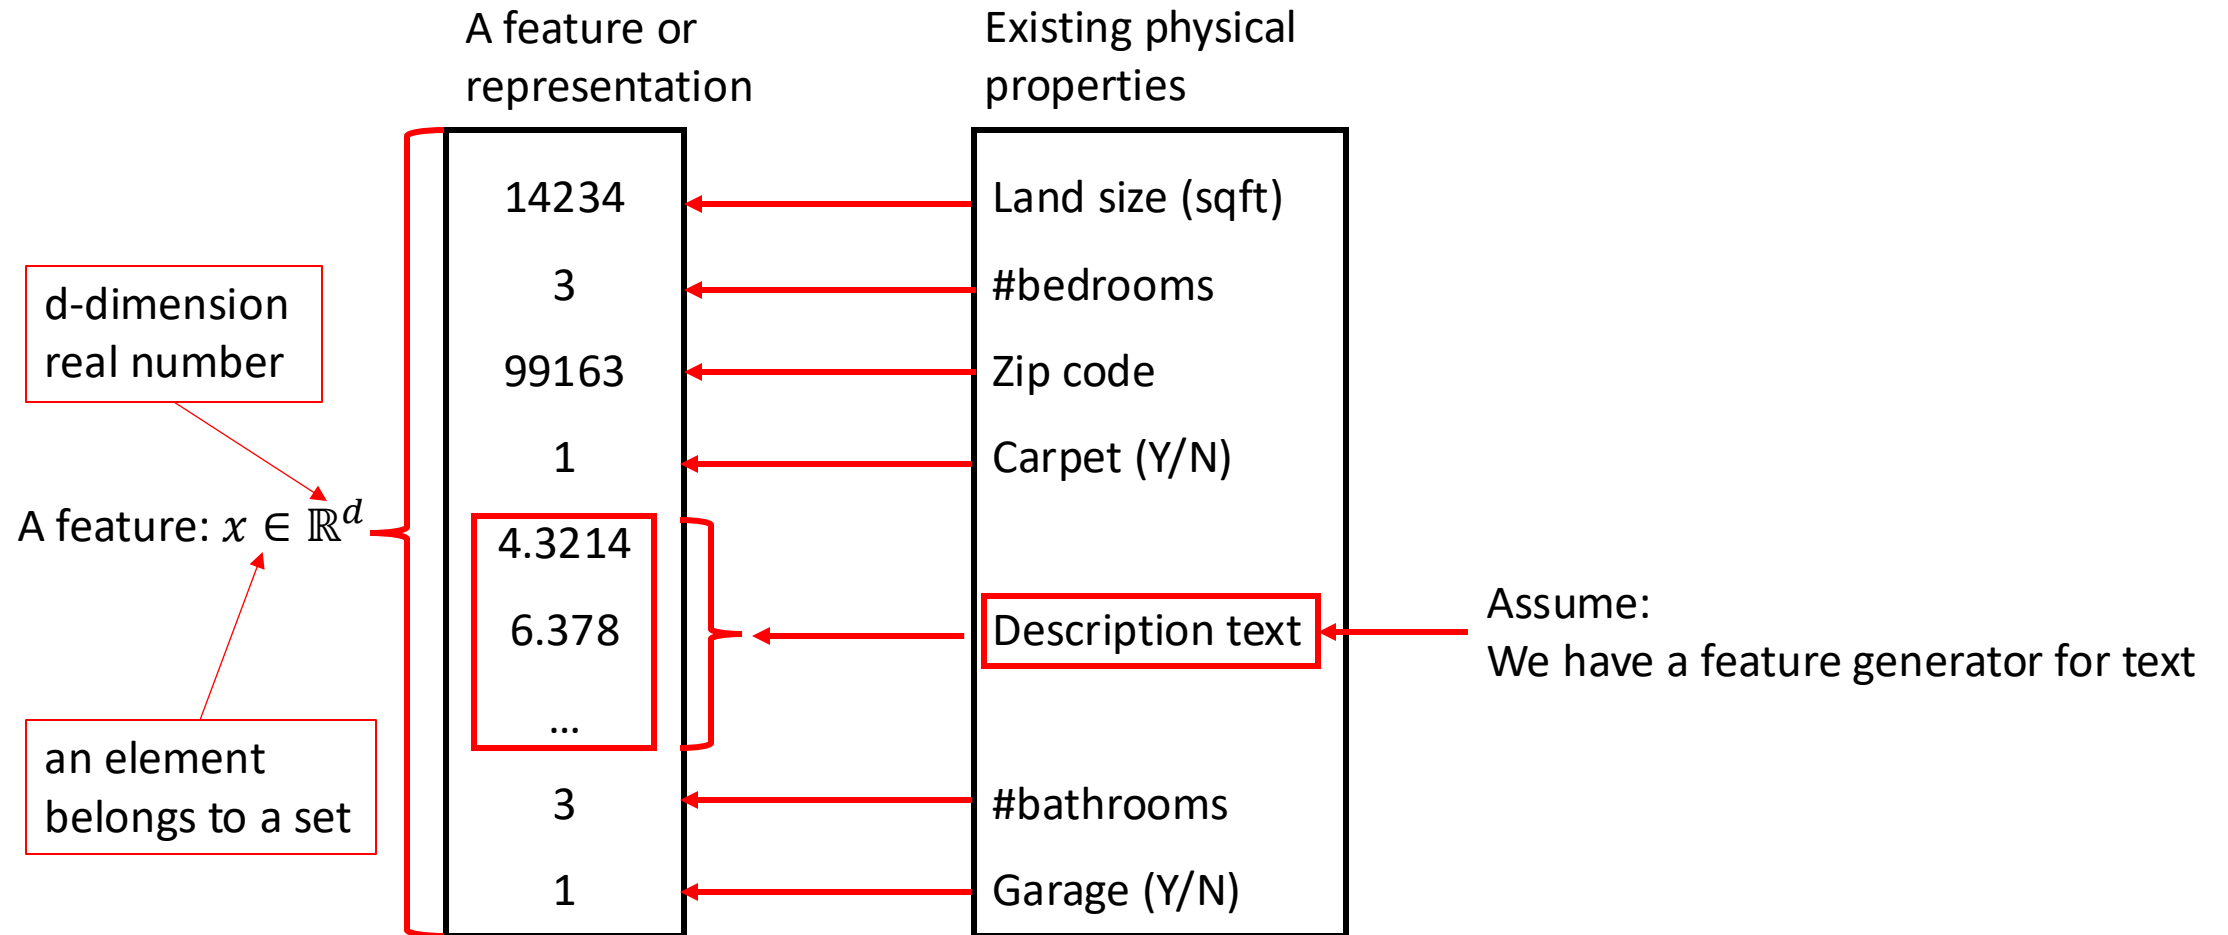 A feature or
representation
Existing physical
properties
14234
Land size (sqft)
3
#bedrooms
99163
Zip code
1
Carpet (Y/N)
d-dimension
real number
A feature: x ∈ ℝ^d
4.3214
6.378
...
Description text
Assume:
We have a feature generator for text
an element
belongs to a set
3
#bathrooms
1
Garage (Y/N)